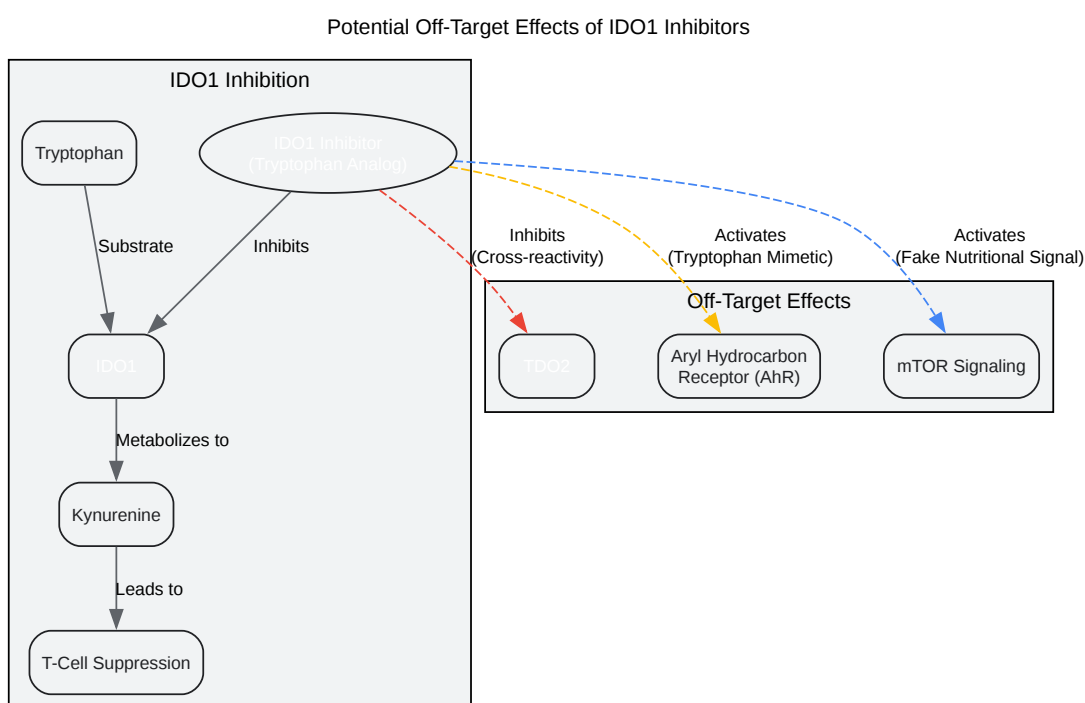 Potential Off-Target Effects of IDO1 Inhibitors
IDO1 Inhibition
Tryptophan
IDO1 Inhibitor
(Tryptophan Analog)
Substrate
Inhibits
Inhibits
(Cross-reactivity)
Activates
(Tryptophan Mimetic)
Activates
(Fake Nutritional Signal)
Off-Target Effects
IDO1
TDO2
Aryl Hydrocarbon
Receptor (AhR)
mTOR Signaling
Metabolizes to
Kynurenine
Leads to
T-Cell Suppression